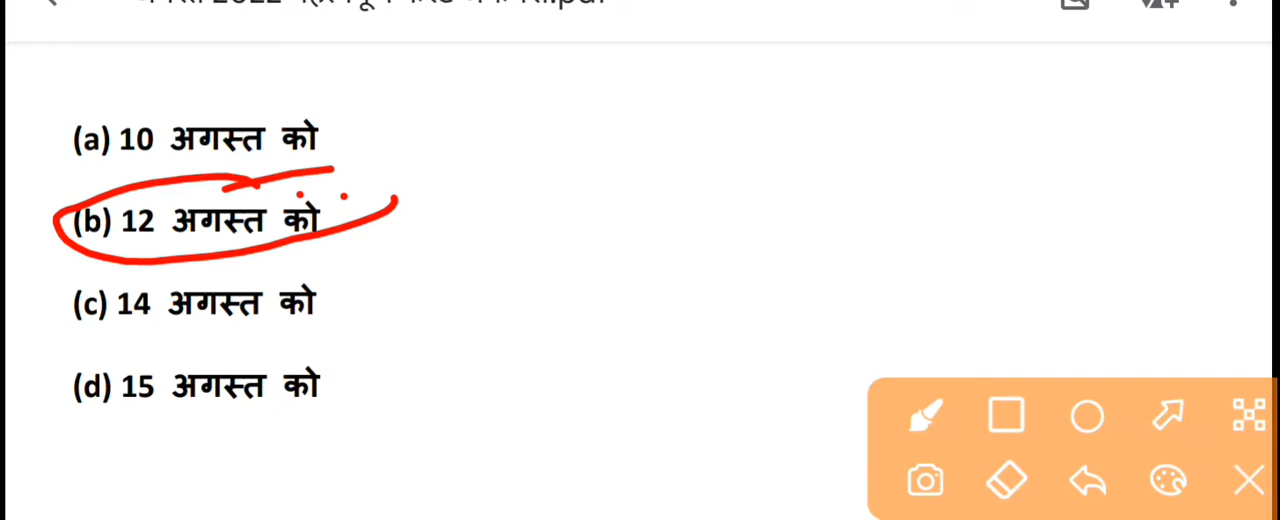 (a) 10 अगस्त को
(b) 12 अगस्त को
(c) 14 अगस्त को
(d) 15 अगस्त को